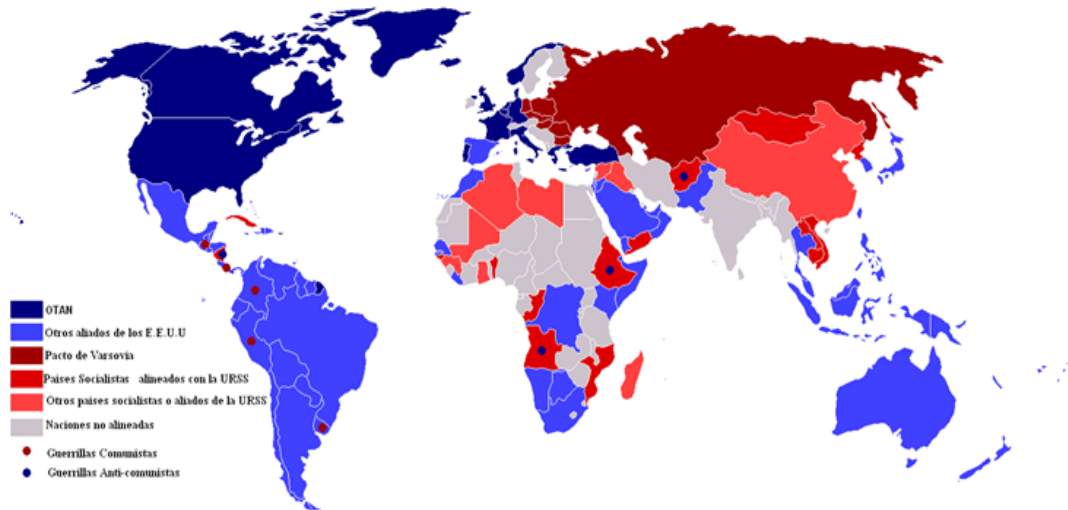 OTAN
Otros aliados de los E.E.U.U
Pacto de Varsovia
Paises Socialistas alineados con la URSS
Otros paises socialistas o aliados de la URSS
Naciones no alineadas
Guerrillas Comunistas
Guerrillas Anti-comunistas